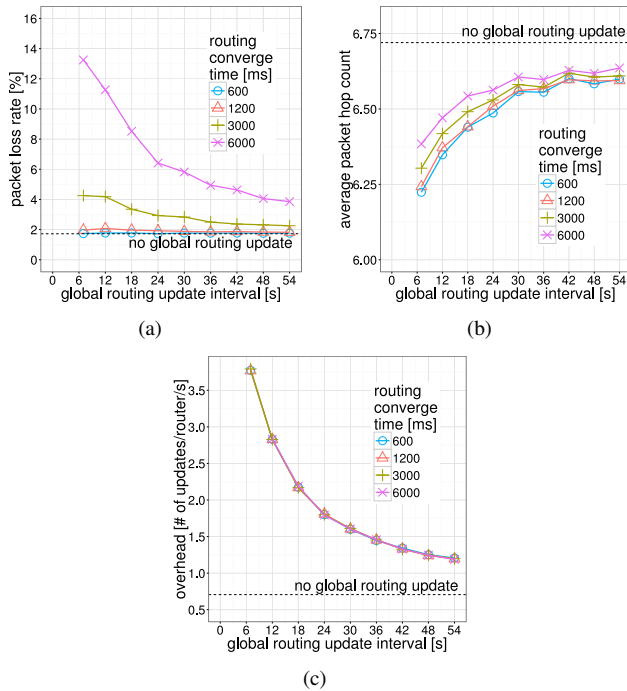 16
14
12
10
8
6
4
2
0
packet loss rate [%]
routing
converge
time [ms]
600
1200
3000
6000
no global routing update
0 6 12 18 24 30 36 42 48 54
global routing update interval [s]
(a)
6.75
6.50
6.25
6.00
average packet hop count
no global routing update
routing
converge
time [ms]
600
1200
3000
6000
0 6 12 18 24 30 36 42 48 54
global routing update interval [s]
(b)
3.5
3.0
2.5
2.0
1.5
1.0
0.5
overhead [# of updates/router/s]
routing
converge
time [ms]
600
1200
3000
6000
no global routing update
0 6 12 18 24 30 36 42 48 54
global routing update interval [s]
(c)